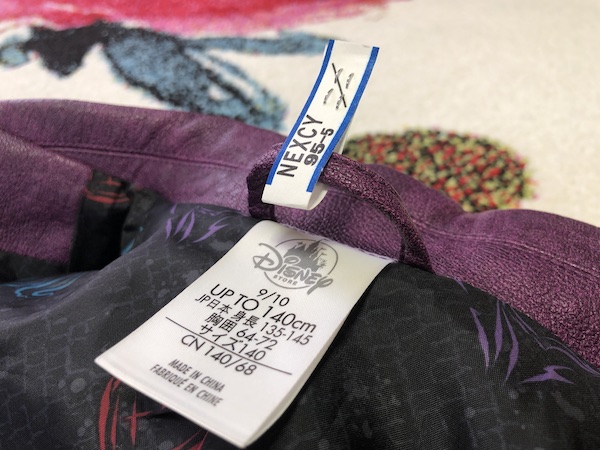 NEXCY
95-5
Disney
STORE
9/10
UP TO 140cm
JP日本 身長 135-145
胸囲 64-72
サイズ140
CN 140/68
MADE IN CHINA
FABRIQUÉ EN CHINE